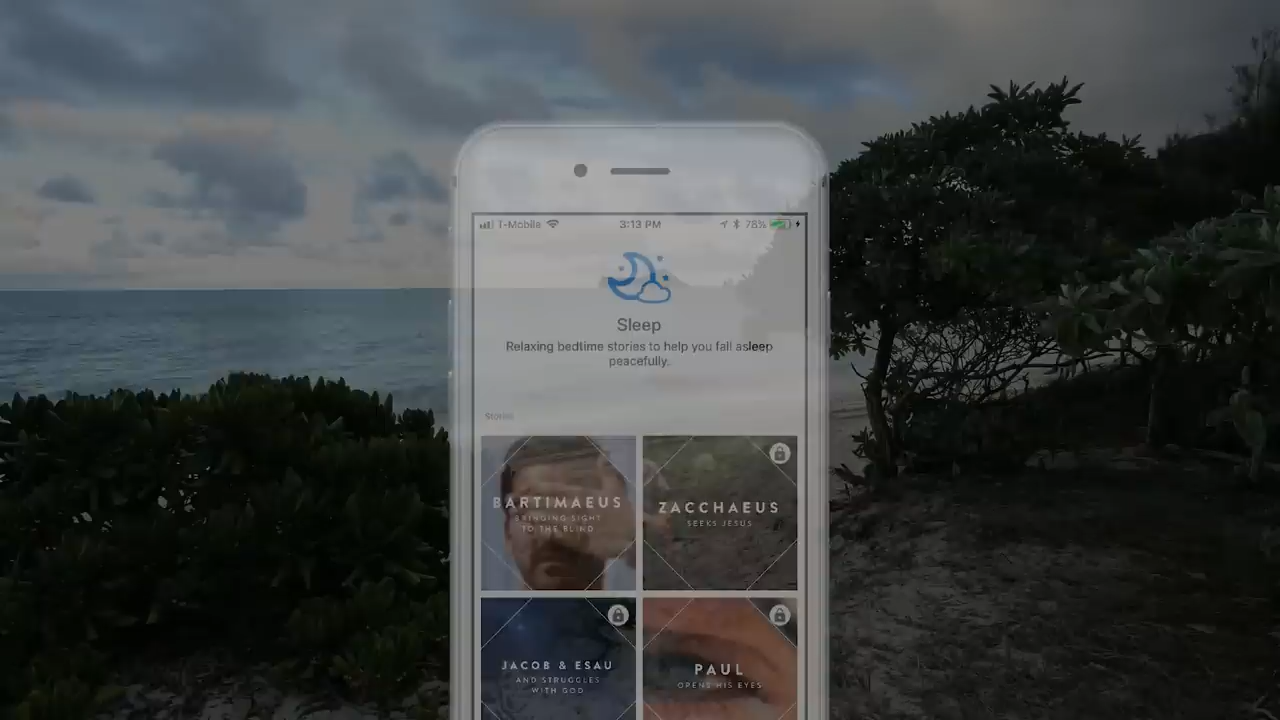 T-Mobile 3:13 PM 78%
Sleep
Relaxing bedtime stories to help you fall asleep
peacefully.
Stories
BARTIMAEUS
BRINGING SIGHT
TO THE BLIND
ZACCHAEUS
SEEKS JESUS
JACOB & ESAU
AND STRUGGLES
WITH GOD
PAUL
OPENS HIS EYES